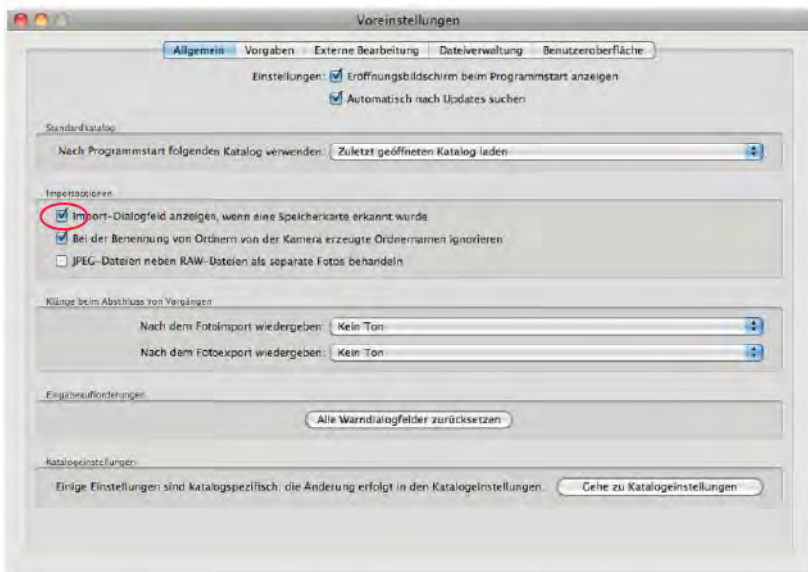 Voreinstellungen
Allgemein Vorgaben Externe Bearbeitung Dateiverwaltung Benutzeroberfläche
Einstellungen: Eröffnungsbildschirm beim Programmstart anzeigen
Automatisch nach Updates suchen
Standardkatalog
Nach Programmstart folgenden Katalog verwenden: Zuletzt geöffneten Katalog laden
Importoptionen
Import-Dialogfeld anzeigen, wenn eine Speicherkarte erkannt wurde
Bei der Benennung von Ordnern von der Kamera erzeugte Ordnernamen ignorieren
JPEG-Dateien neben RAW-Dateien als separate Fotos behandeln
Klänge beim Abschluss von Vorgängen
Nach dem Fotoimport wiedergeben: Kein Ton
Nach dem Fotoexport wiedergeben: Kein Ton
Eingabeaufforderungen
Alle Warndialogfelder zurücksetzen
Katalogeinstellungen
Einige Einstellungen sind katalogspezifisch; die Änderung erfolgt in den Katalogeinstellungen. Gehe zu Katalogeinstellungen